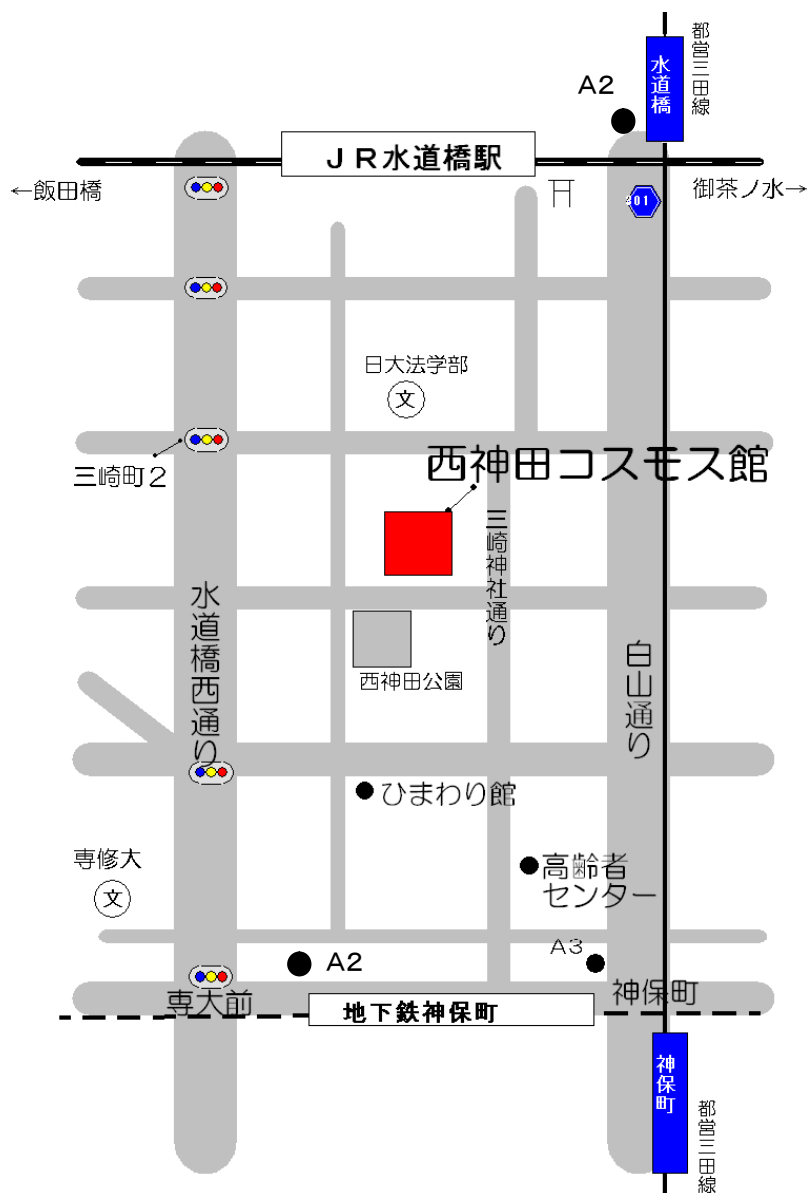 都営三田線
水道橋
A2
ＪＲ水道橋駅
←飯田橋
御茶ノ水→
301
日大法学部
文
西神田コスモス館
三崎町２
三崎神社通り
水道橋西通り
白山通り
西神田公園
ひまわり館
専修大
文
高齢者
センター
A3
A2
専大前
神保町
地下鉄神保町
神保町
都営三田線